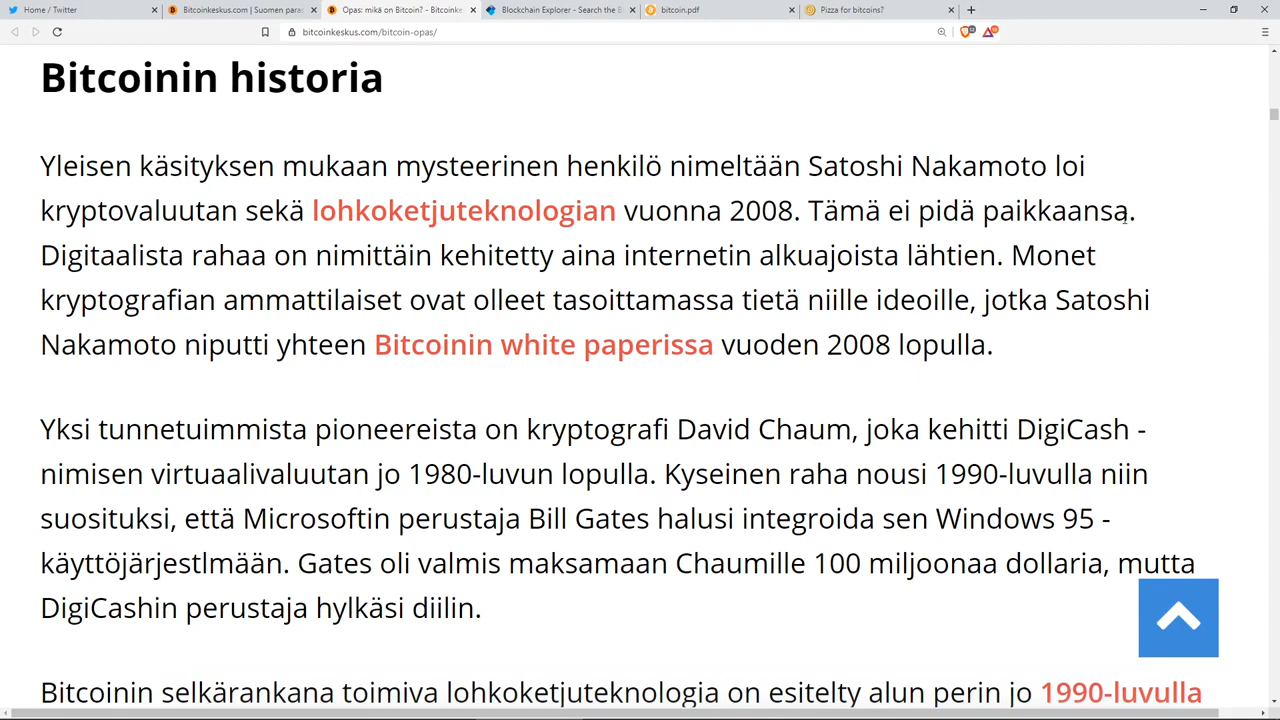 Home / Twitter
Bitcoinkeskus.com | Suomen paras
Opas: mikä on Bitcoin? - Bitcoinke
Blockchain Explorer - Search the B
bitcoin.pdf
Pizza for bitcoins?
bitcoinkeskus.com/bitcoin-opas/
Bitcoinin historia
Yleisen käsityksen mukaan mysteerinen henkilö nimeltään Satoshi Nakamoto loi
kryptovaluutan sekä lohkoketjuteknologian vuonna 2008. Tämä ei pidä paikkaansa.
Digitaalista rahaa on nimittäin kehitetty aina internetin alkuajoista lähtien. Monet
kryptografian ammattilaiset ovat olleet tasoittamassa tietä niille ideoille, jotka Satoshi
Nakamoto niputti yhteen Bitcoinin white paperissa vuoden 2008 lopulla.
Yksi tunnetuimmista pioneereista on kryptografi David Chaum, joka kehitti DigiCash -
nimisen virtuaalivaluutan jo 1980-luvun lopulla. Kyseinen raha nousi 1990-luvulla niin
suosituksi, että Microsoftin perustaja Bill Gates halusi integroida sen Windows 95 -
käyttöjärjestlmään. Gates oli valmis maksamaan Chaumille 100 miljoonaa dollaria, mutta
DigiCashin perustaja hylkäsi diilin.
Bitcoinin selkärankana toimiva lohkoketjuteknologia on esitelty alun perin jo 1990-luvulla